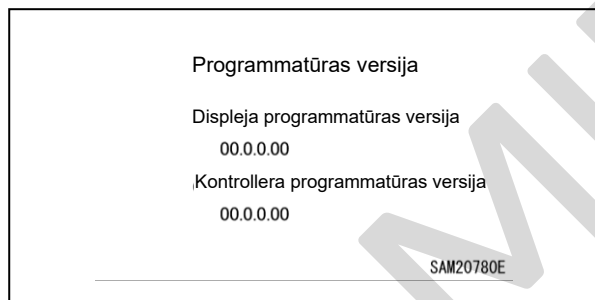 Programmatūras versija
Displeja programmatūras versija
00.0.0.00
Kontrollera programmatūras versija
00.0.0.00
SAM20780E